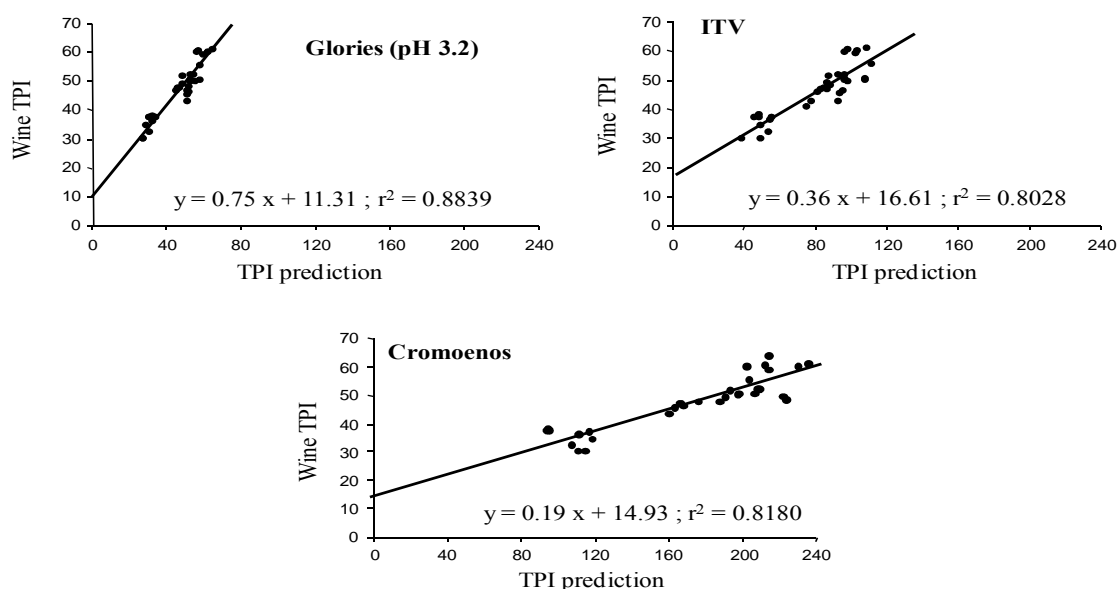 Glories (pH 3.2)
Wine TPI
70
60
50
40
30
20
10
0
y = 0.75 x + 11.31 ; r² = 0.8839
0 40 80 120 160 200 240
TPI prediction
ITV
Wine TPI
70
60
50
40
30
20
10
0
y = 0.36 x + 16.61 ; r² = 0.8028
0 40 80 120 160 200 240
TPI prediction
Cromoenos
Wine TPI
70
60
50
40
30
20
10
0
y = 0.19 x + 14.93 ; r² = 0.8180
0 40 80 120 160 200 240
TPI prediction